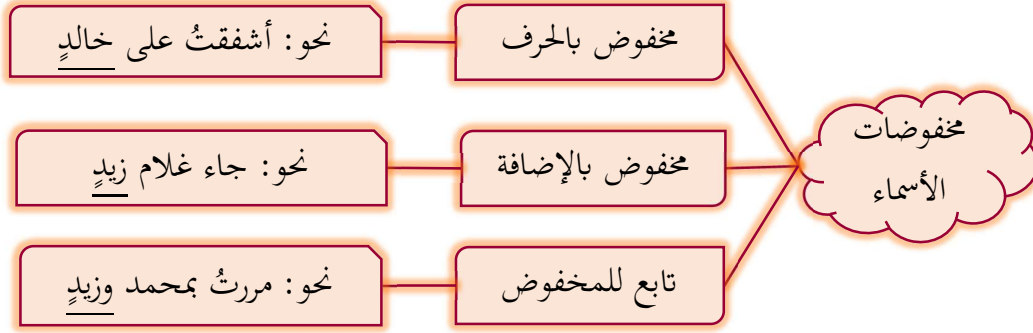 مخفوضات
الأسماء
مخفوض بالحرف
نحو: أشفقتُ على خالدٍ
مخفوض بالإضافة
نحو: جاء غلام زيدٍ
تابع للمخفوض
نحو: مررتُ بمحمد وزيدٍ